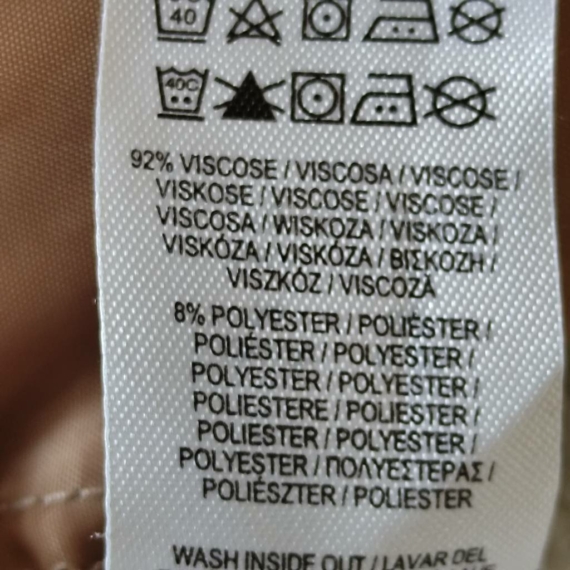 40
40C
92% VISCOSE / VISCOSA / VISCOSE /
VISKOSE / VISCOSE / VISCOSE /
VISCOSA / WISKOZA / VISKOZA /
VISKÓZA / VISKÓZA / ΒΙΣΚΟΖΗ /
VISZKÓZ / VISCOZĂ
8% POLYESTER / POLIÉSTER /
POLIÉSTER / POLYESTER /
POLYESTER / POLYESTER /
POLIESTERE / POLIESTER /
POLIESTER / POLYESTER /
POLYESTER / ΠΟΛΥΕΣΤΕΡΑΣ /
POLIÉSZTER / POLIESTER
WASH INSIDE OUT / LAVAR DEL